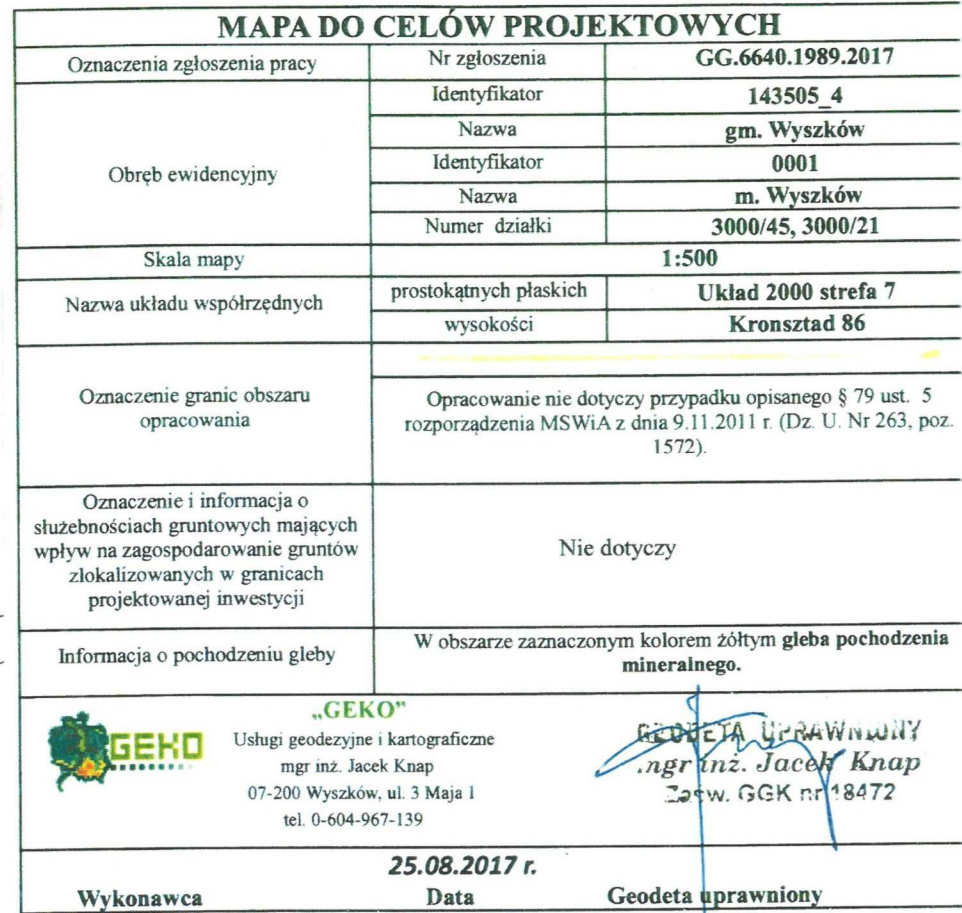 MAPA DO CELÓW PROJEKTOWYCH
Oznaczenia zgłoszenia pracy
Nr zgłoszenia
GG.6640.1989.2017
Obręb ewidencyjny
Identyfikator
143505_4
Nazwa
gm. Wyszków
Identyfikator
0001
Nazwa
m. Wyszków
Numer działki
3000/45, 3000/21
Skala mapy
1:500
Nazwa układu współrzędnych
prostokątnych płaskich
Układ 2000 strefa 7
wysokości
Kronsztad 86
Oznaczenie granic obszaru
opracowania
Opracowanie nie dotyczy przypadku opisanego § 79 ust. 5
rozporządzenia MSWiA z dnia 9.11.2011 r. (Dz. U. Nr 263, poz.
1572).
Oznaczenie i informacja o
służebnościach gruntowych mających
wpływ na zagospodarowanie gruntów
zlokalizowanych w granicach
projektowanej inwestycji
Nie dotyczy
Informacja o pochodzeniu gleby
W obszarze zaznaczonym kolorem żółtym gleba pochodzenia
mineralnego.
GEKO
„GEKO"
Usługi geodezyjne i kartograficzne
mgr inż. Jacek Knap
07-200 Wyszków, ul. 3 Maja 1
tel. 0-604-967-139
GEODETA UPRAWNIONY
mgr inż. Jacek Knap
Zaśw. GGK nr 18472
25.08.2017 r.
Wykonawca
Data
Geodeta uprawniony